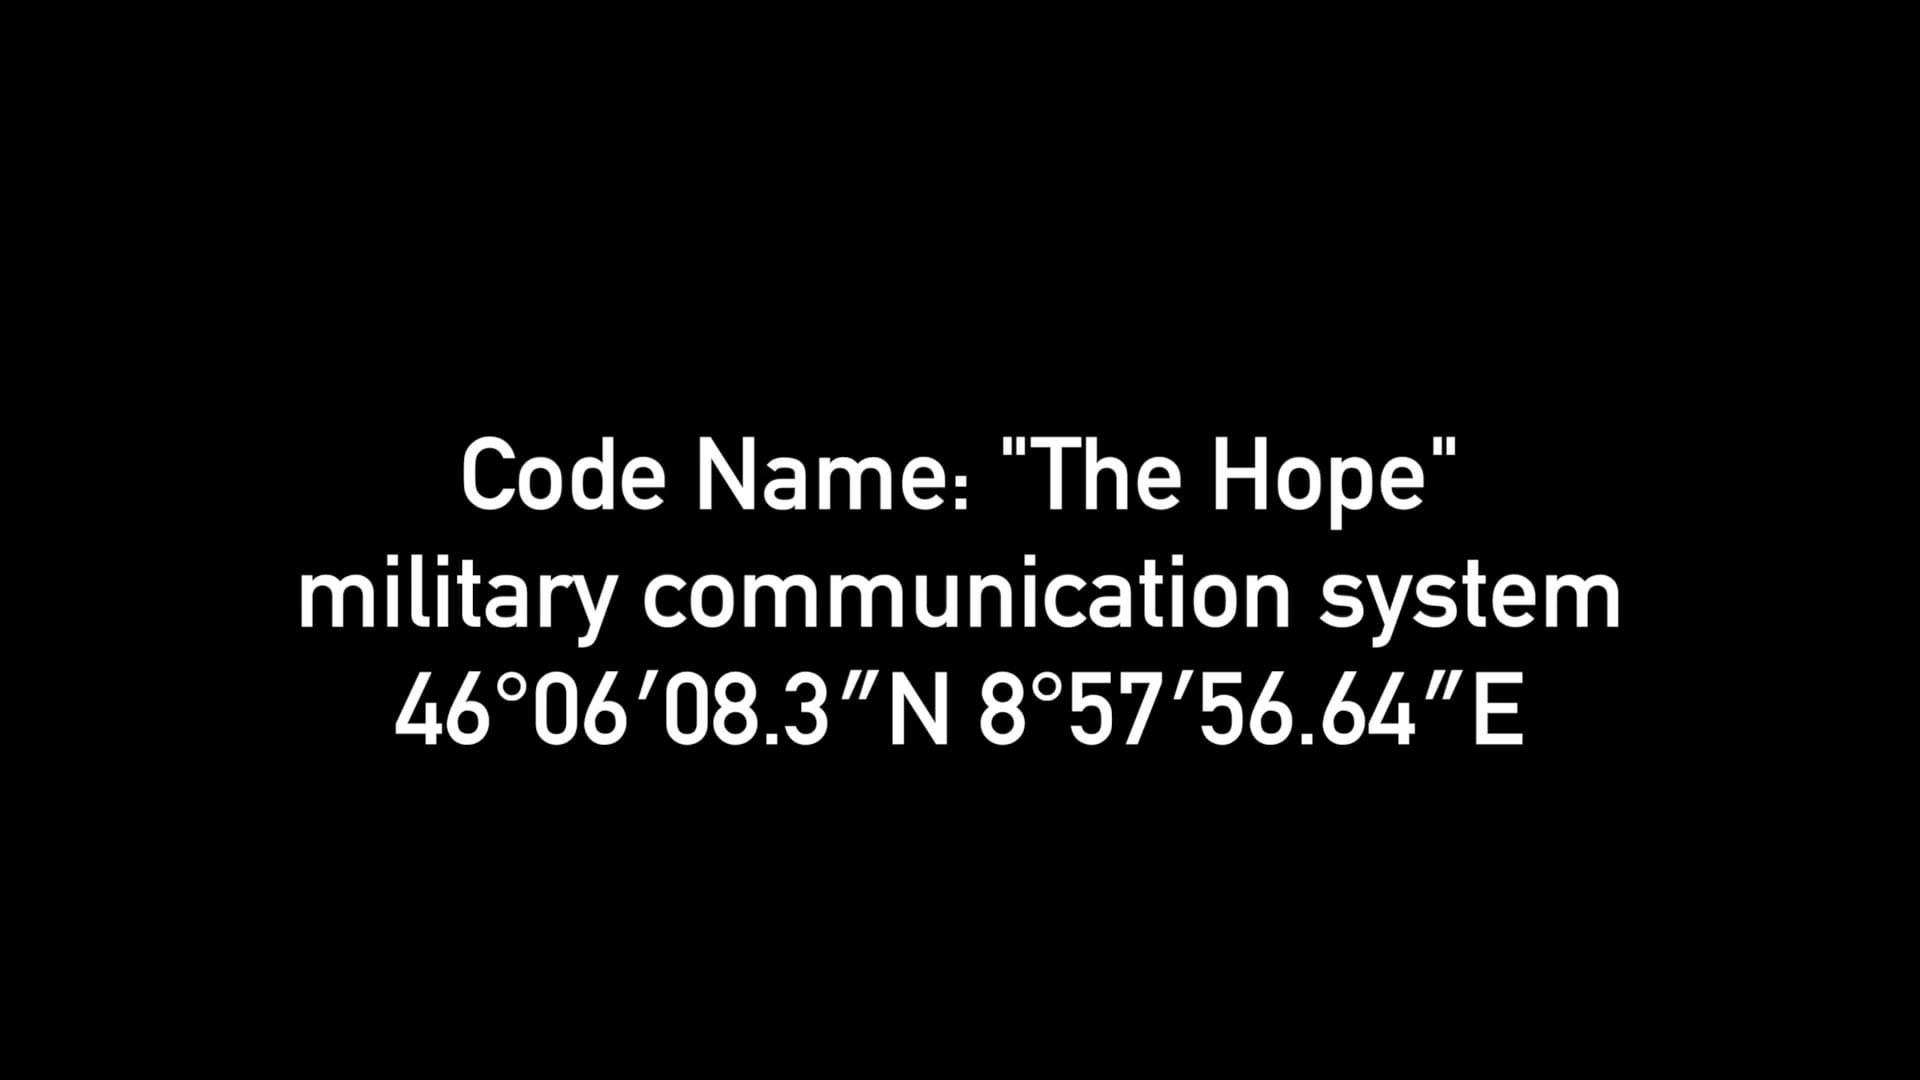 Code Name: "The Hope"
military communication system
46°06′08.3″N 8°57′56.64″E